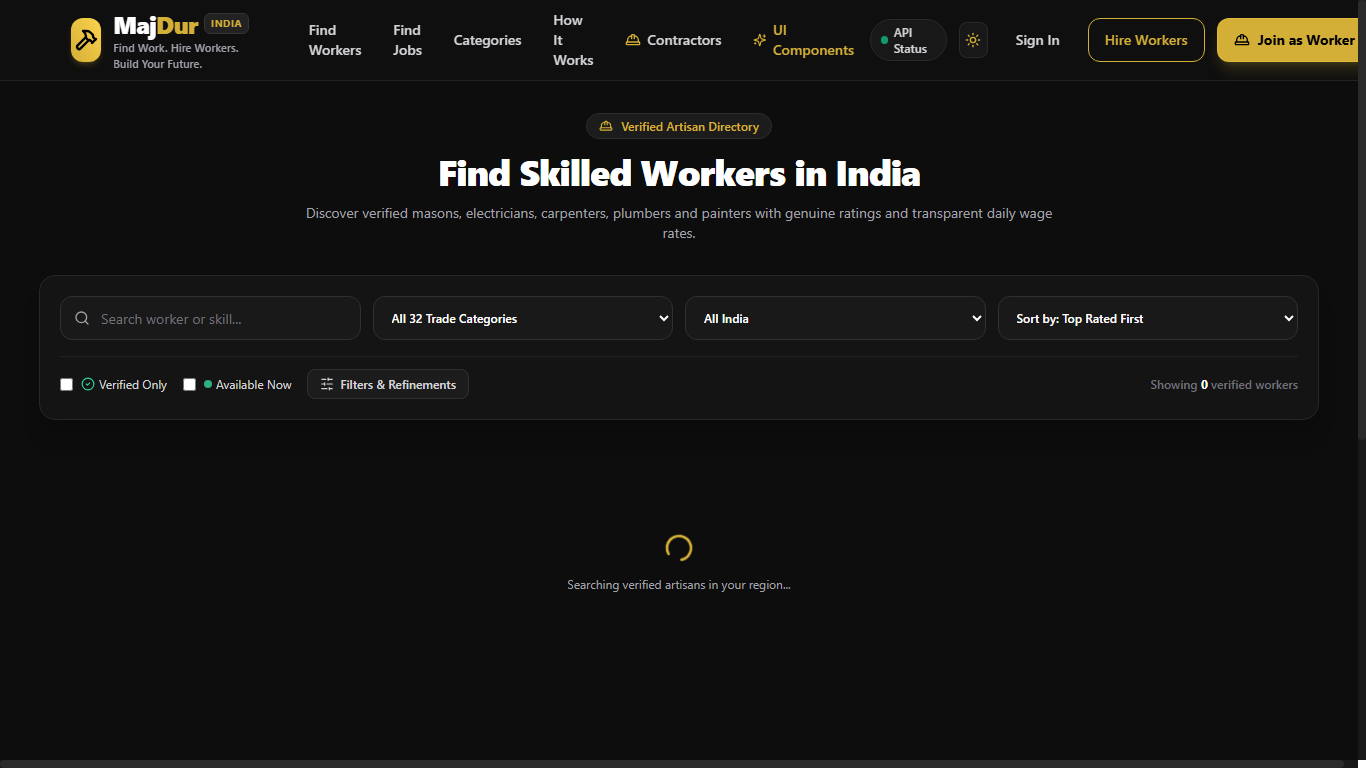 MajDur INDIA
Find Work. Hire Workers.
Build Your Future.
Find
Workers
Find
Jobs
Categories
How
It
Works
Contractors
UI
Components
API
Status
Sign In
Hire Workers
Join as Worker
Verified Artisan Directory
Find Skilled Workers in India
Discover verified masons, electricians, carpenters, plumbers and painters with genuine ratings and transparent daily wage
rates.
Search worker or skill...
All 32 Trade Categories
All India
Sort by: Top Rated First
Verified Only
Available Now
Filters & Refinements
Showing 0 verified workers
Searching verified artisans in your region...